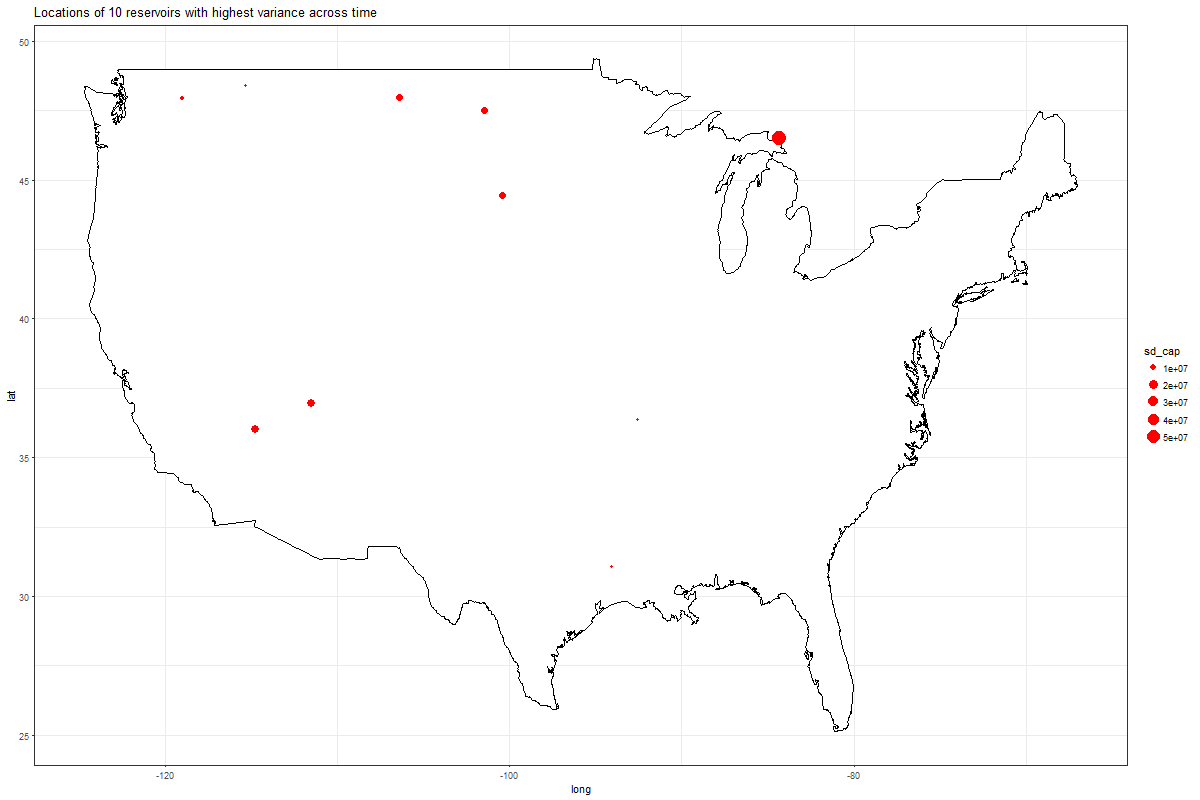 Locations of 10 reservoirs with highest variance across time
50
45
40
35
30
25
lat
-120
-100
-80
long
sd_cap
1e+07
2e+07
3e+07
4e+07
5e+07